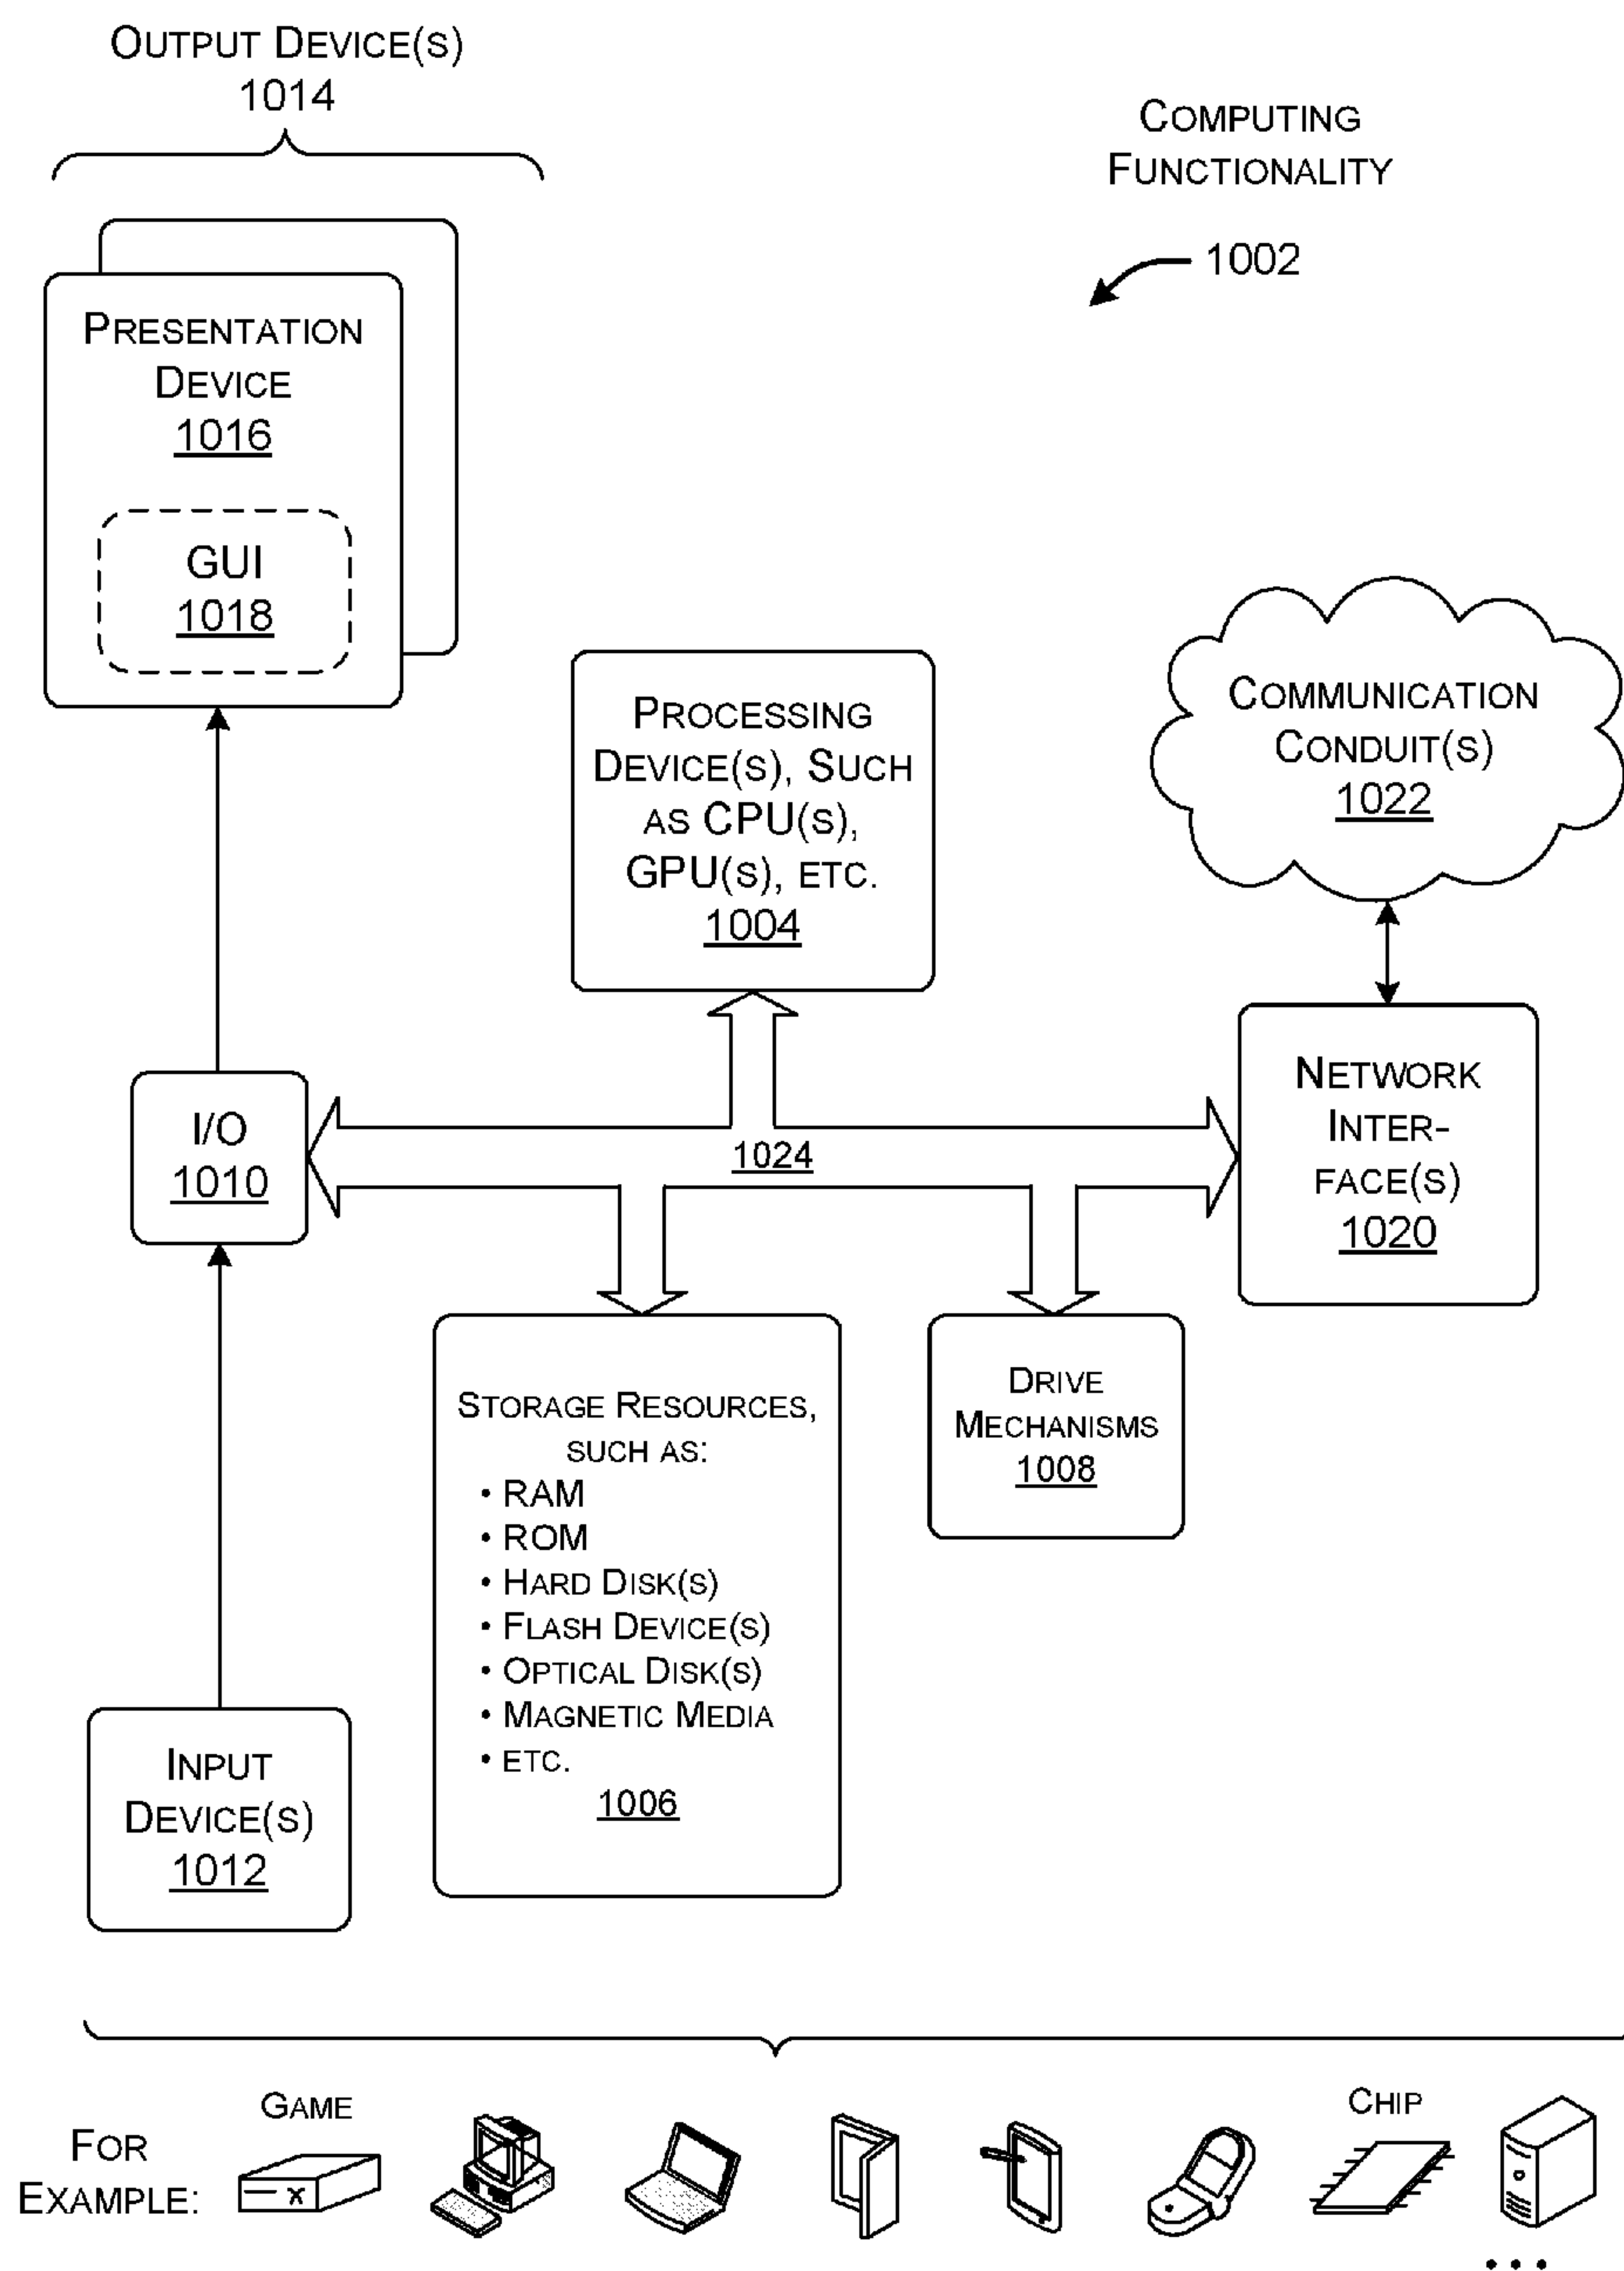 OUTPUT DEVICE(S)
1014
COMPUTING
FUNCTIONALITY
1002
PRESENTATION
DEVICE
1016
GUI
1018
PROCESSING
DEVICE(S), SUCH
AS CPU(S),
GPU(S), ETC.
1004
COMMUNICATION
CONDUIT(S)
1022
I/O
1010
1024
NETWORK
INTER-
FACE(S)
1020
STORAGE RESOURCES,
SUCH AS:
• RAM
• ROM
• HARD DISK(S)
• FLASH DEVICE(S)
• OPTICAL DISK(S)
• MAGNETIC MEDIA
• ETC.
1006
DRIVE
MECHANISMS
1008
INPUT
DEVICE(S)
1012
FOR
EXAMPLE:
GAME
X
CHIP
• • •